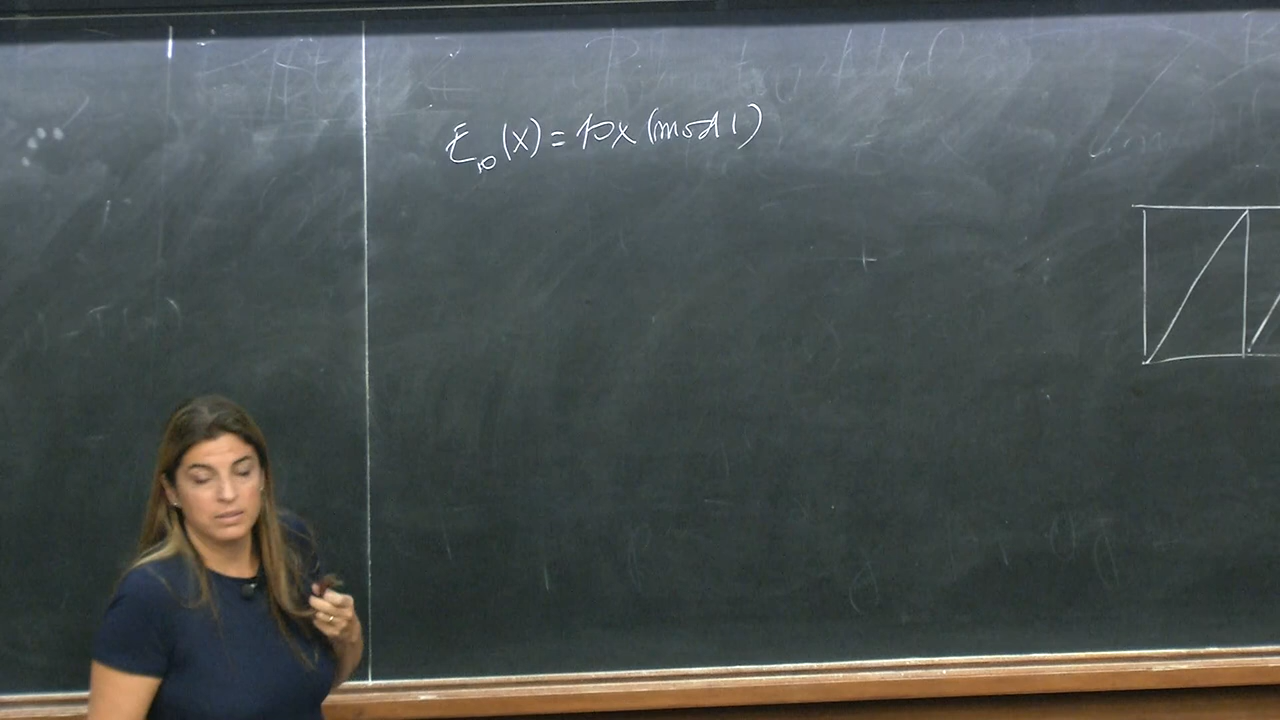 E₁₀(x) = 10x (mod 1)